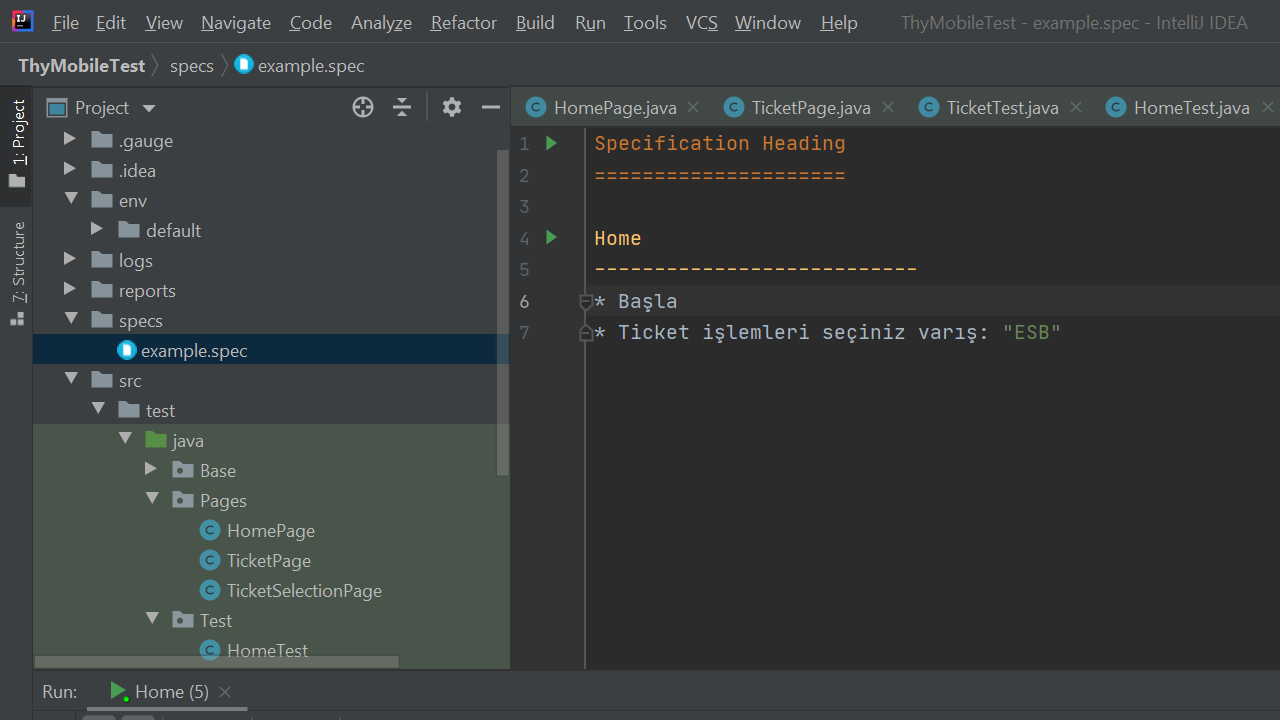 File Edit View Navigate Code Analyze Refactor Build Run Tools VCS Window Help ThyMobileTest - example.spec - IntelliJ IDEA
ThyMobileTest specs example.spec
1: Project
7: Structure
Project
.gauge
.idea
env
default
logs
reports
specs
example.spec
src
test
java
Base
Pages
HomePage
TicketPage
TicketSelectionPage
Test
HomeTest
HomePage.java TicketPage.java TicketTest.java HomeTest.java
1 Specification Heading
2 =====================
3
4 Home
5 ---------------------------
6 * Başla
7 * Ticket işlemleri seçiniz varış: "ESB"
Run: Home (5)